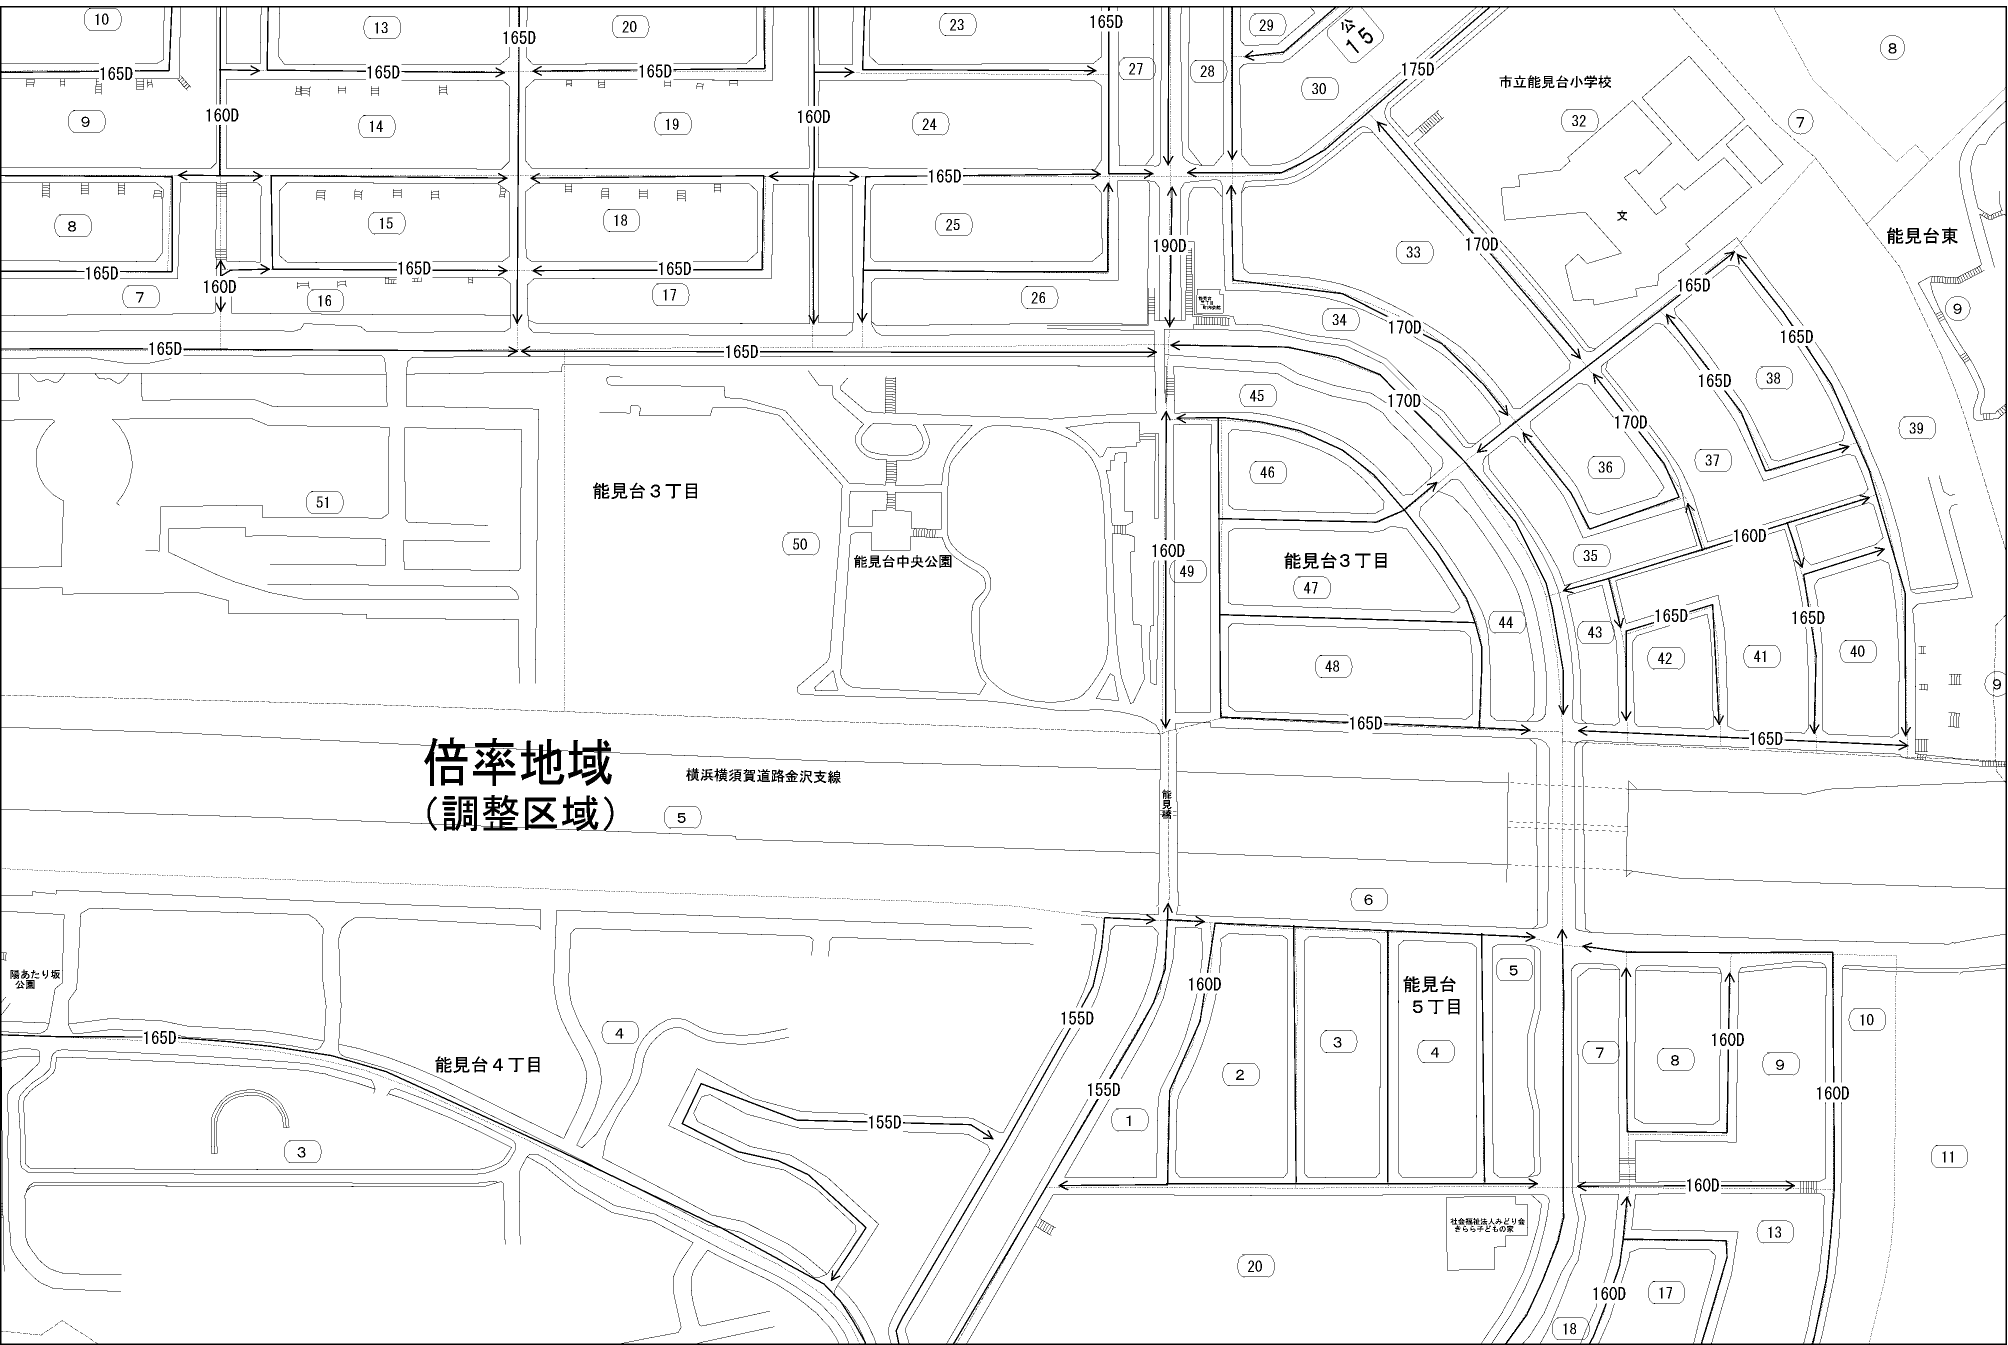 10
13
20
23
165D
165D
29
公
15
8
27
28
30
175D
市立能見台小学校
165D
165D
165D
9
160D
14
19
160D
24
32
7
文
165D
8
15
18
25
190D
33
170D
能見台東
165D
160D
165D
165D
7
16
17
26
165D
9
34
170D
165D
165D
165D
45
170D
165D
38
46
36
170D
37
39
能見台3丁目
51
50
能見台中央公園
160D
49
能見台3丁目
47
35
160D
44
43
165D
165D
42
41
40
48
9
165D
165D
倍率地域
(調整区域)
横浜横須賀道路金沢支線
能見橋
5
6
陽あたり坂
公園
165D
能見台4丁目
4
155D
160D
能見台
5丁目
5
10
2
3
4
7
8
160D
9
160D
155D
155D
1
3
11
160D
社会福祉法人みどり会
きらら子どもの家
13
20
160D
17
18